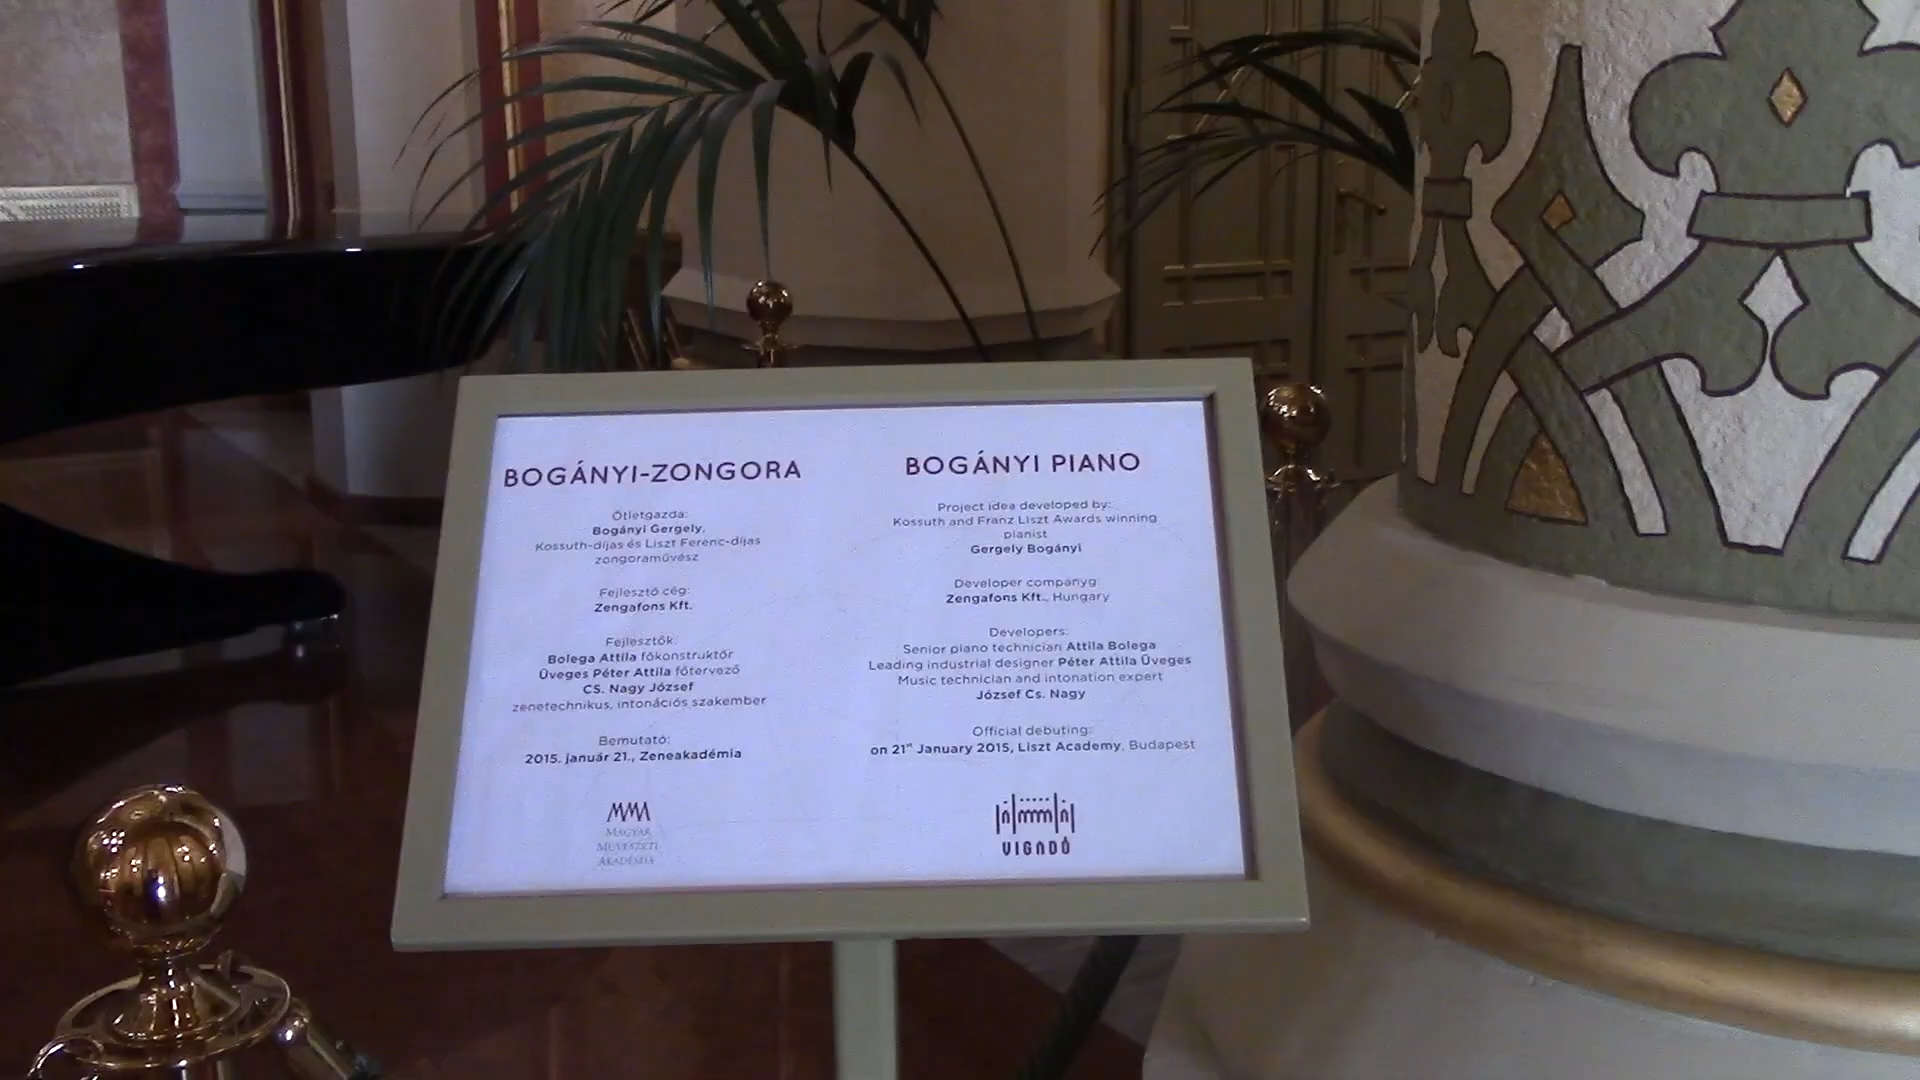 BOGÁNYI-ZONGORA
Ötletgazda:
Bogányi Gergely,
Kossuth-díjas és Liszt Ferenc-díjas
zongoraművész
Fejlesztő cég:
Zengafons Kft.
Fejlesztők:
Bolega Attila főkonstruktőr
Üveges Péter Attila főtervező
CS. Nagy József
zenetechnikus, intonációs szakember
Bemutató:
2015. január 21., Zeneakadémia
MMA
MAGYAR
MŰVÉSZETI
AKADÉMIA
BOGÁNYI PIANO
Project idea developed by:
Kossuth and Franz Liszt Awards winning
pianist
Gergely Bogányi
Developer companyg:
Zengafons Kft., Hungary
Developers:
Senior piano technician Attila Bolega
Leading industrial designer Péter Attila Üveges
Music technician and intonation expert
József Cs. Nagy
Official debuting:
on 21st January 2015, Liszt Academy, Budapest
VIGADÓ